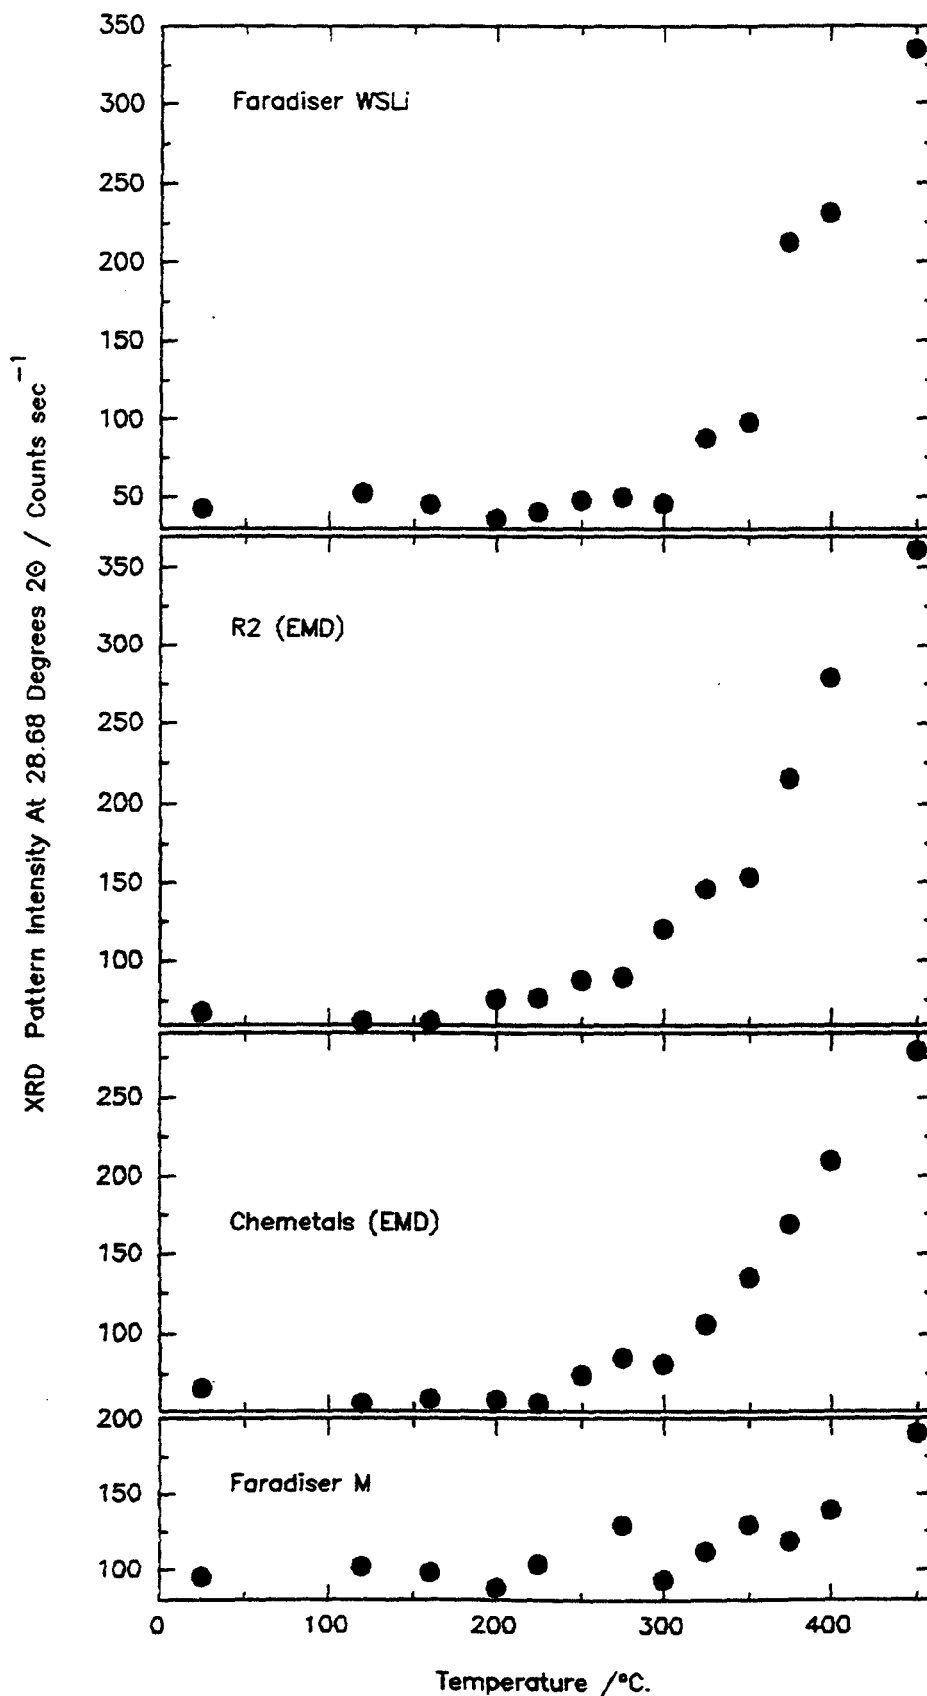 350
300
250
200
150
100
50
Faradiser WSLi
350
300
250
200
150
100
R2 (EMD)
250
200
150
100
Chemetals (EMD)
200
150
100
Faradiser M
0 100 200 300 400
Temperature /°C.
XRD Pattern Intensity At 28.68 Degrees 2Θ / Counts sec⁻¹